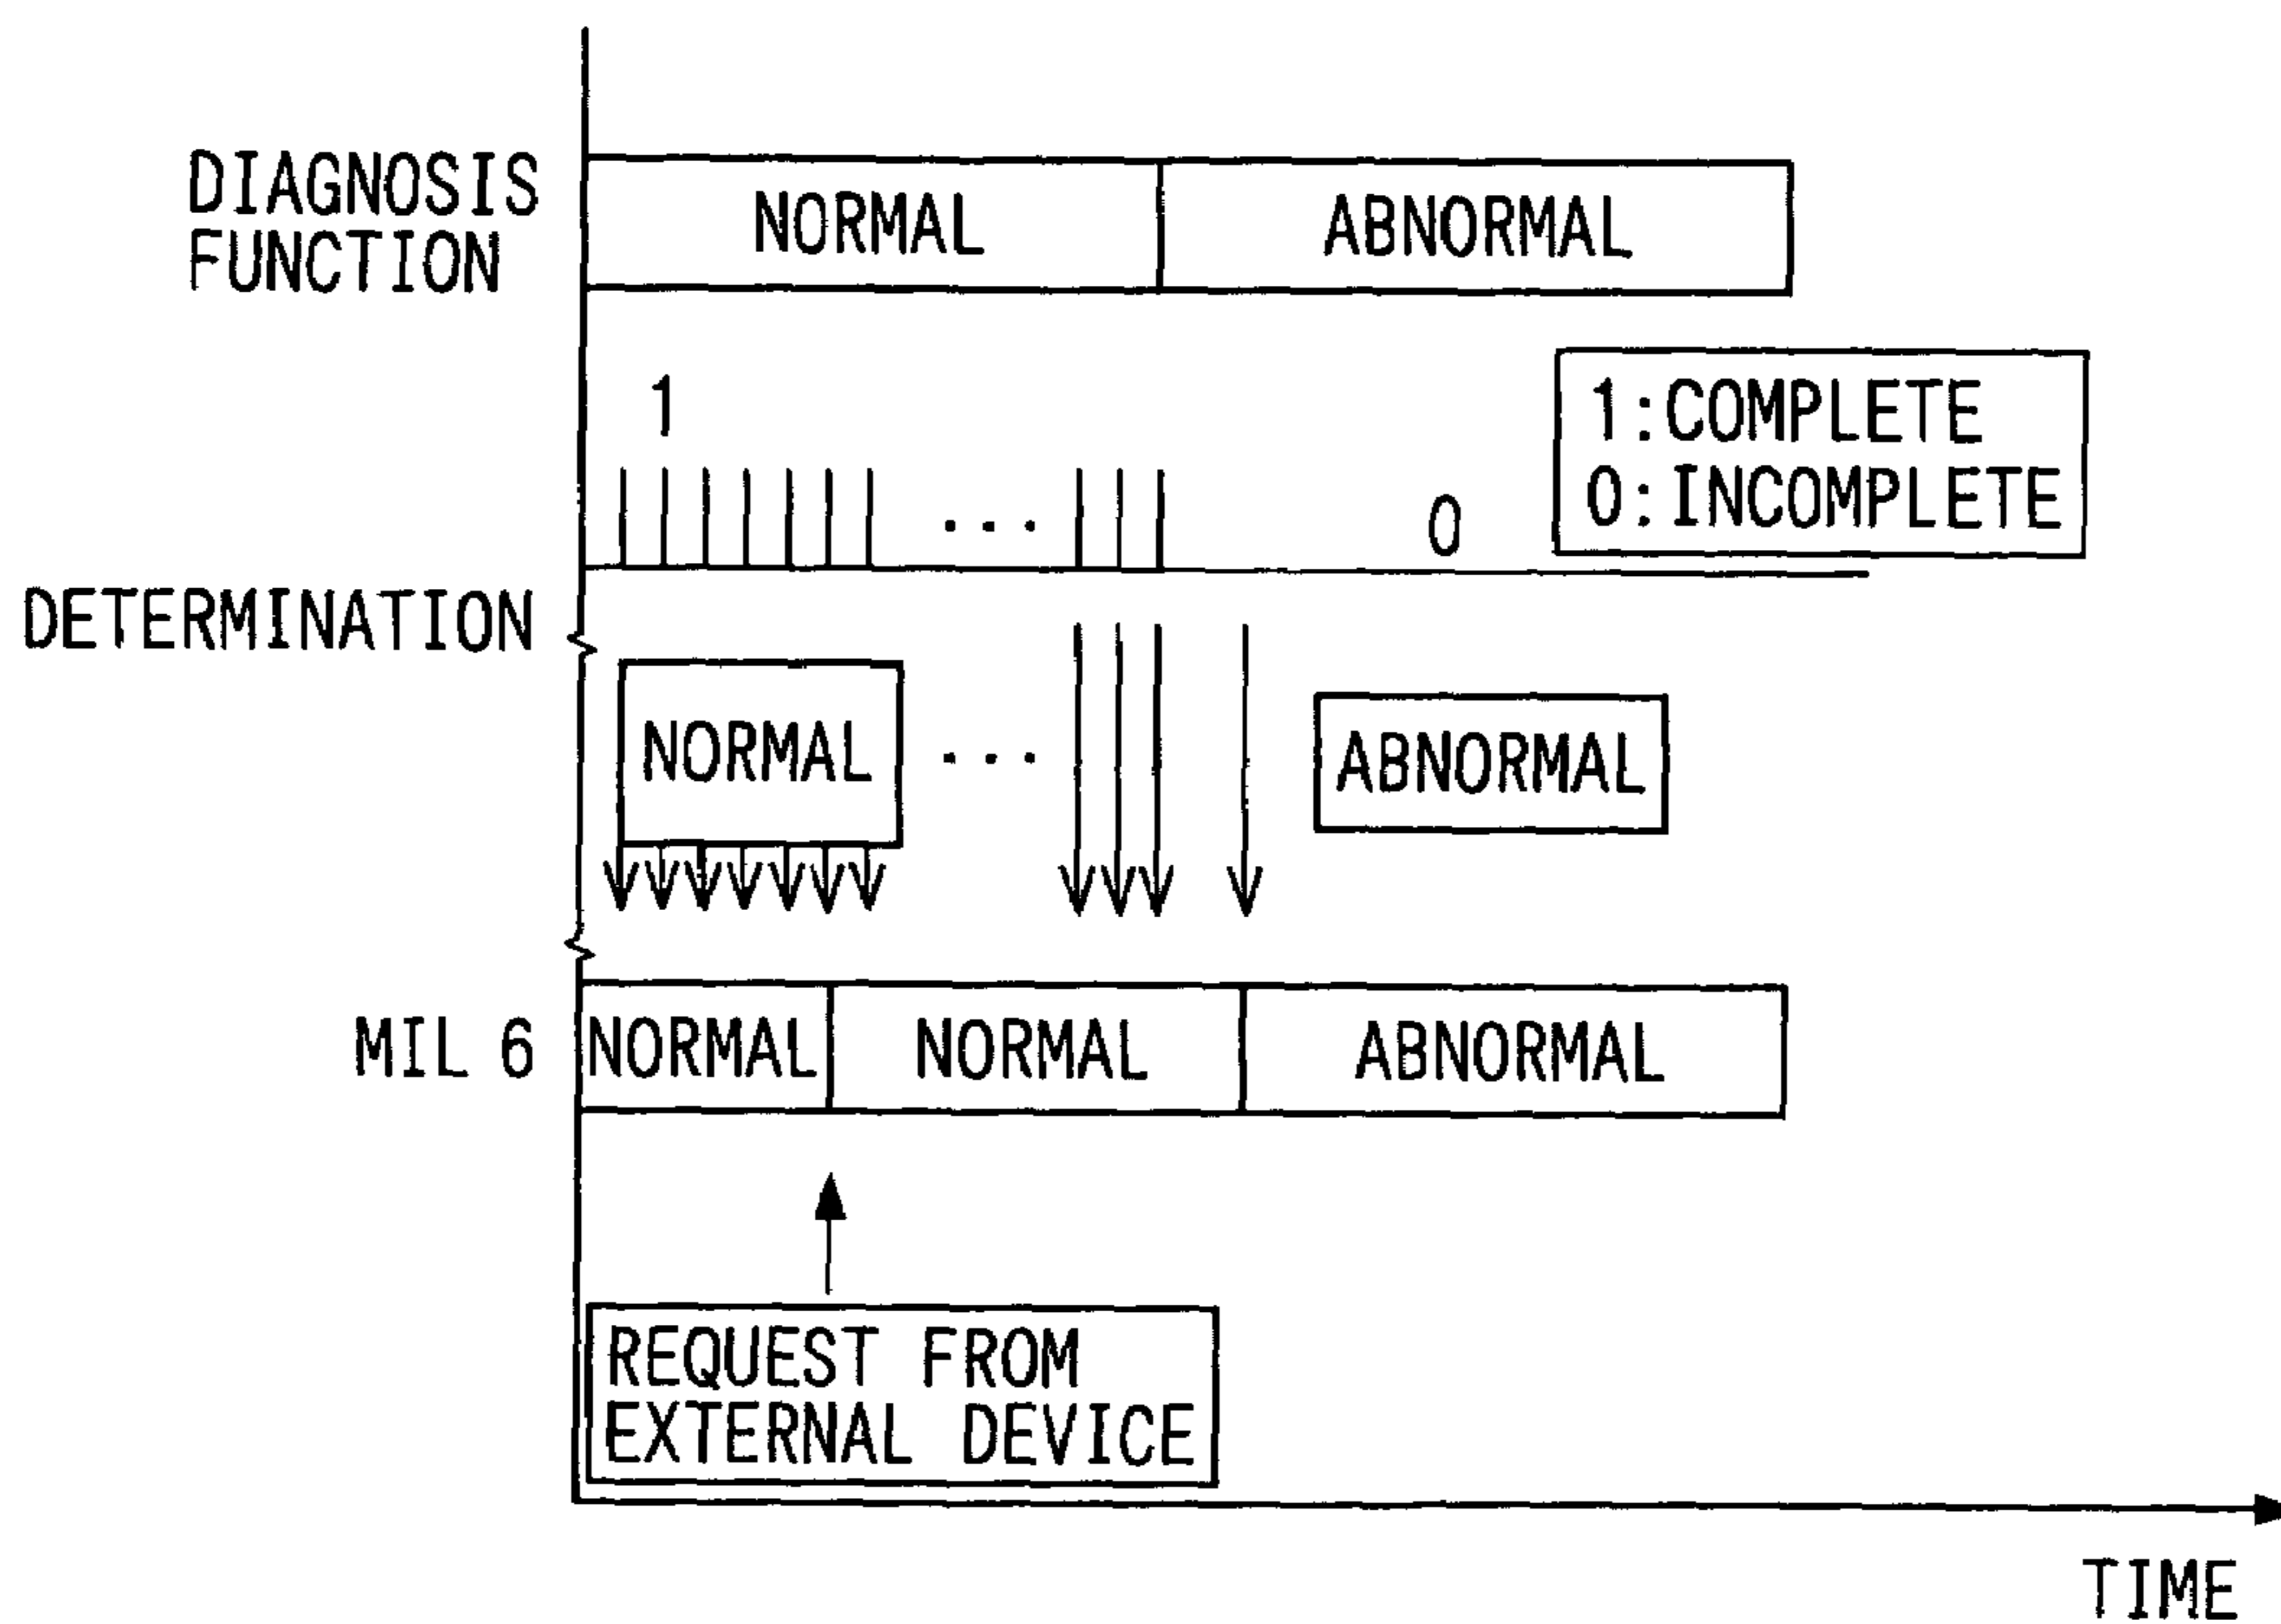 DIAGNOSIS
FUNCTION
NORMAL
ABNORMAL
1
1:COMPLETE
0:INCOMPLETE
...
0
DETERMINATION
NORMAL
...
ABNORMAL
MIL 6
NORMAL
NORMAL
ABNORMAL
REQUEST FROM
EXTERNAL DEVICE
TIME